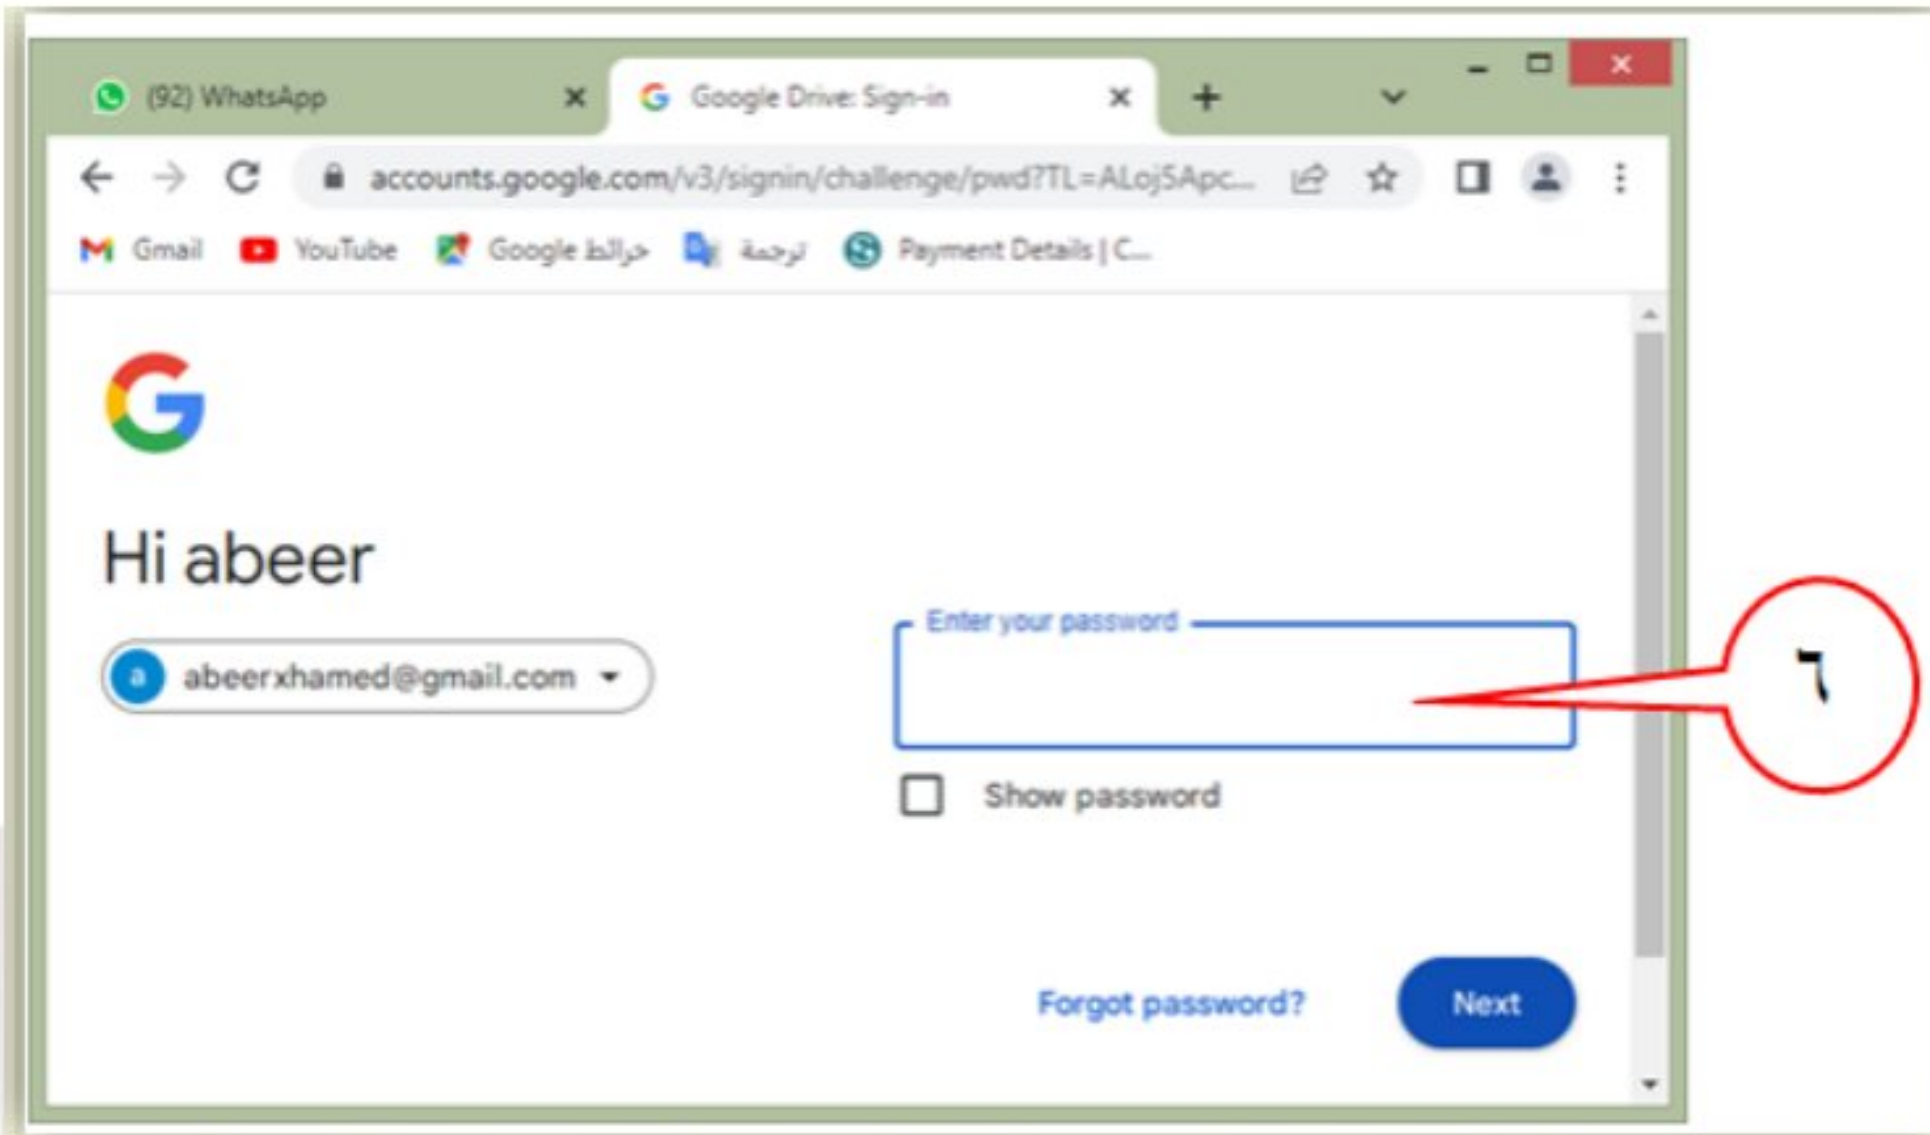 (92) WhatsApp
Google Drive: Sign-in
accounts.google.com/v3/signin/challenge/pwd?TL=ALoj5Apc...
Gmail YouTube خرائط Google ترجمة Payment Details | C...
G
Hi abeer
Enter your password
a abeerxhamed@gmail.com
٦
Show password
Forgot password? Next